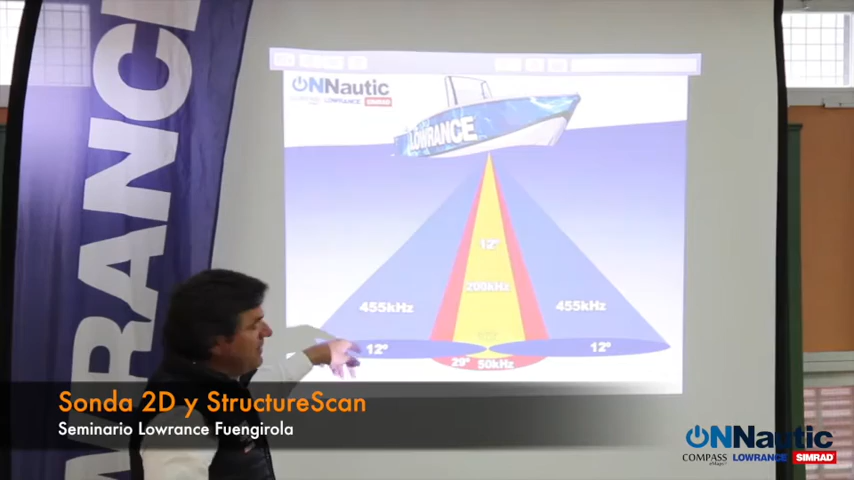 LOWRANCE
ONNautic
LOWRANCE SIMRAD
LOWRANCE
12º
200kHz
455kHz
455kHz
12º
12º
29º 50kHz
Sonda 2D y StructureScan
Seminario Lowrance Fuengirola
ONNautic
COMPASS LOWRANCE SIMRAD